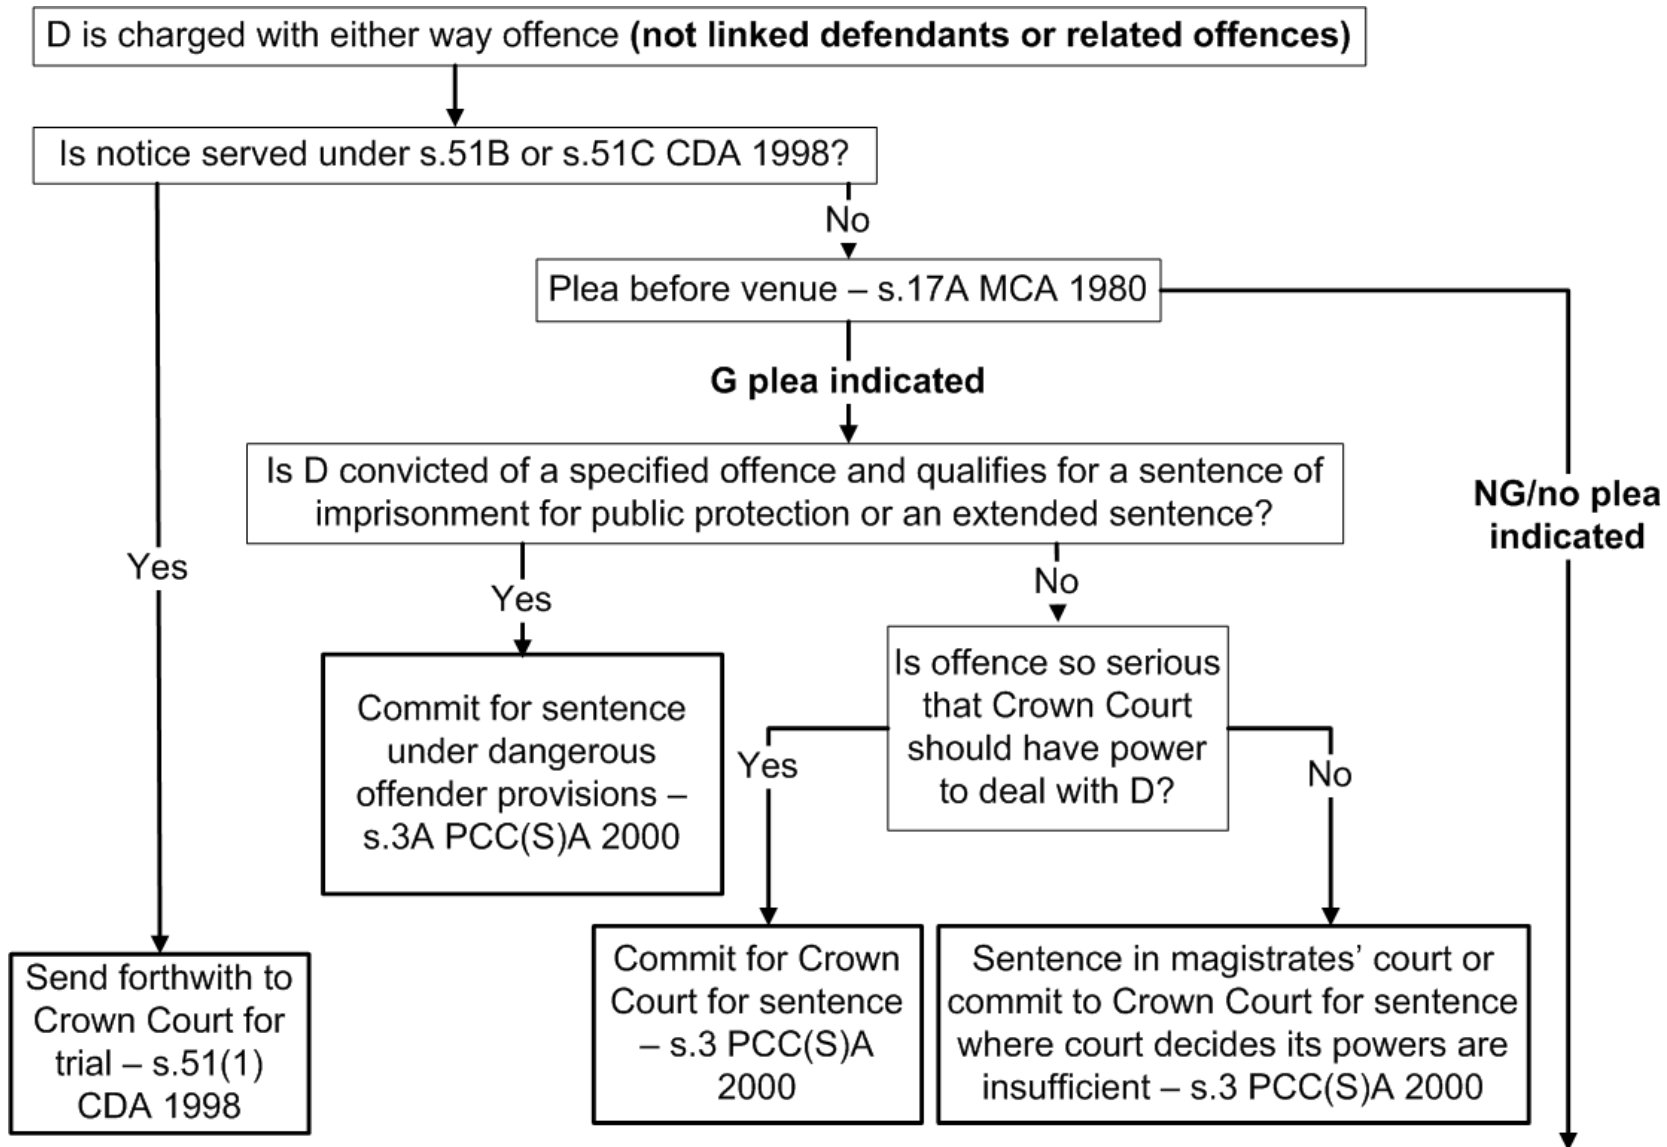 D is charged with either way offence (not linked defendants or related offences)
Is notice served under s.51B or s.51C CDA 1998?
No
Plea before venue – s.17A MCA 1980
G plea indicated
Is D convicted of a specified offence and qualifies for a sentence of
imprisonment for public protection or an extended sentence?
NG/no plea
indicated
Yes
Yes
No
Commit for sentence
under dangerous
offender provisions –
s.3A PCC(S)A 2000
Is offence so serious
that Crown Court
should have power
to deal with D?
Yes
No
Send forthwith to
Crown Court for
trial – s.51(1)
CDA 1998
Commit for Crown
Court for sentence
– s.3 PCC(S)A
2000
Sentence in magistrates’ court or
commit to Crown Court for sentence
where court decides its powers are
insufficient – s.3 PCC(S)A 2000